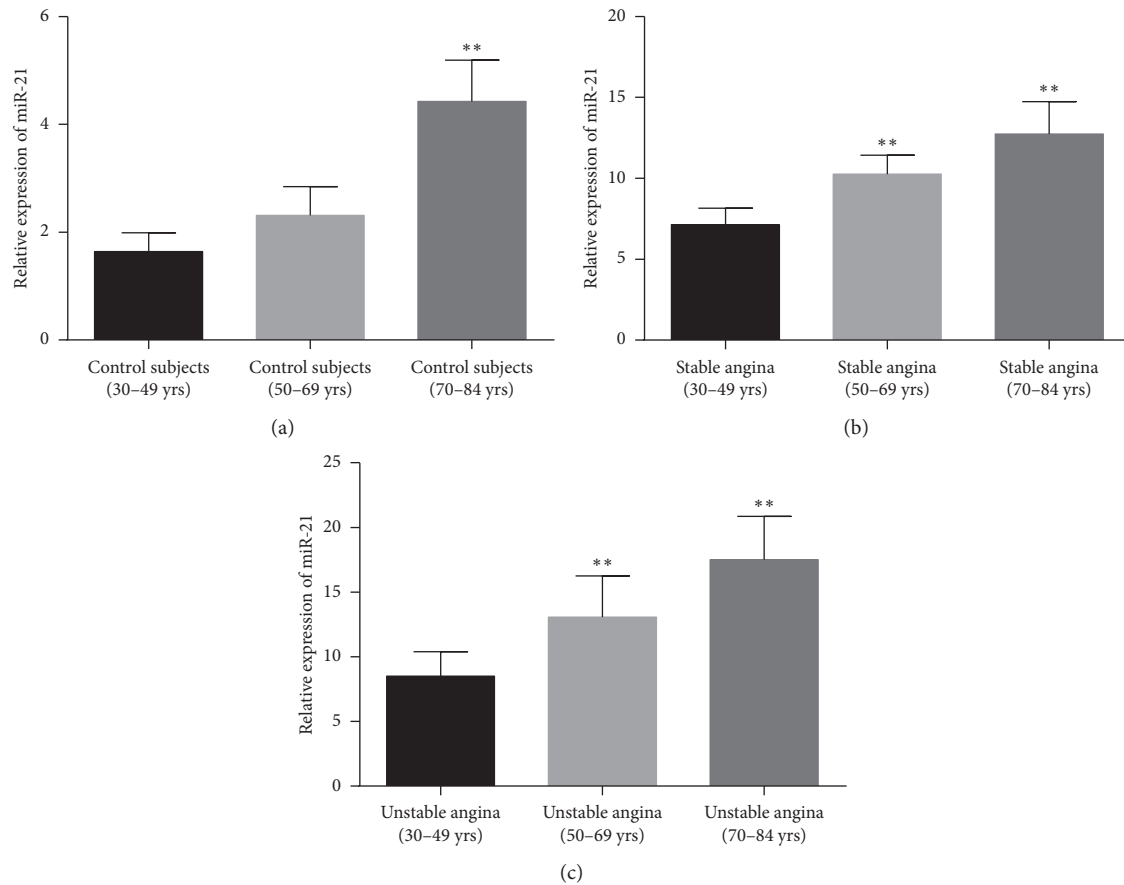 Relative expression of miR-21
6
4
2
0
**
Control subjects
(30–49 yrs)
Control subjects
(50–69 yrs)
Control subjects
(70–84 yrs)
(a)
Relative expression of miR-21
20
15
10
5
0
**
**
Stable angina
(30–49 yrs)
Stable angina
(50–69 yrs)
Stable angina
(70–84 yrs)
(b)
Relative expression of miR-21
25
20
15
10
5
0
**
**
Unstable angina
(30–49 yrs)
Unstable angina
(50–69 yrs)
Unstable angina
(70–84 yrs)
(c)